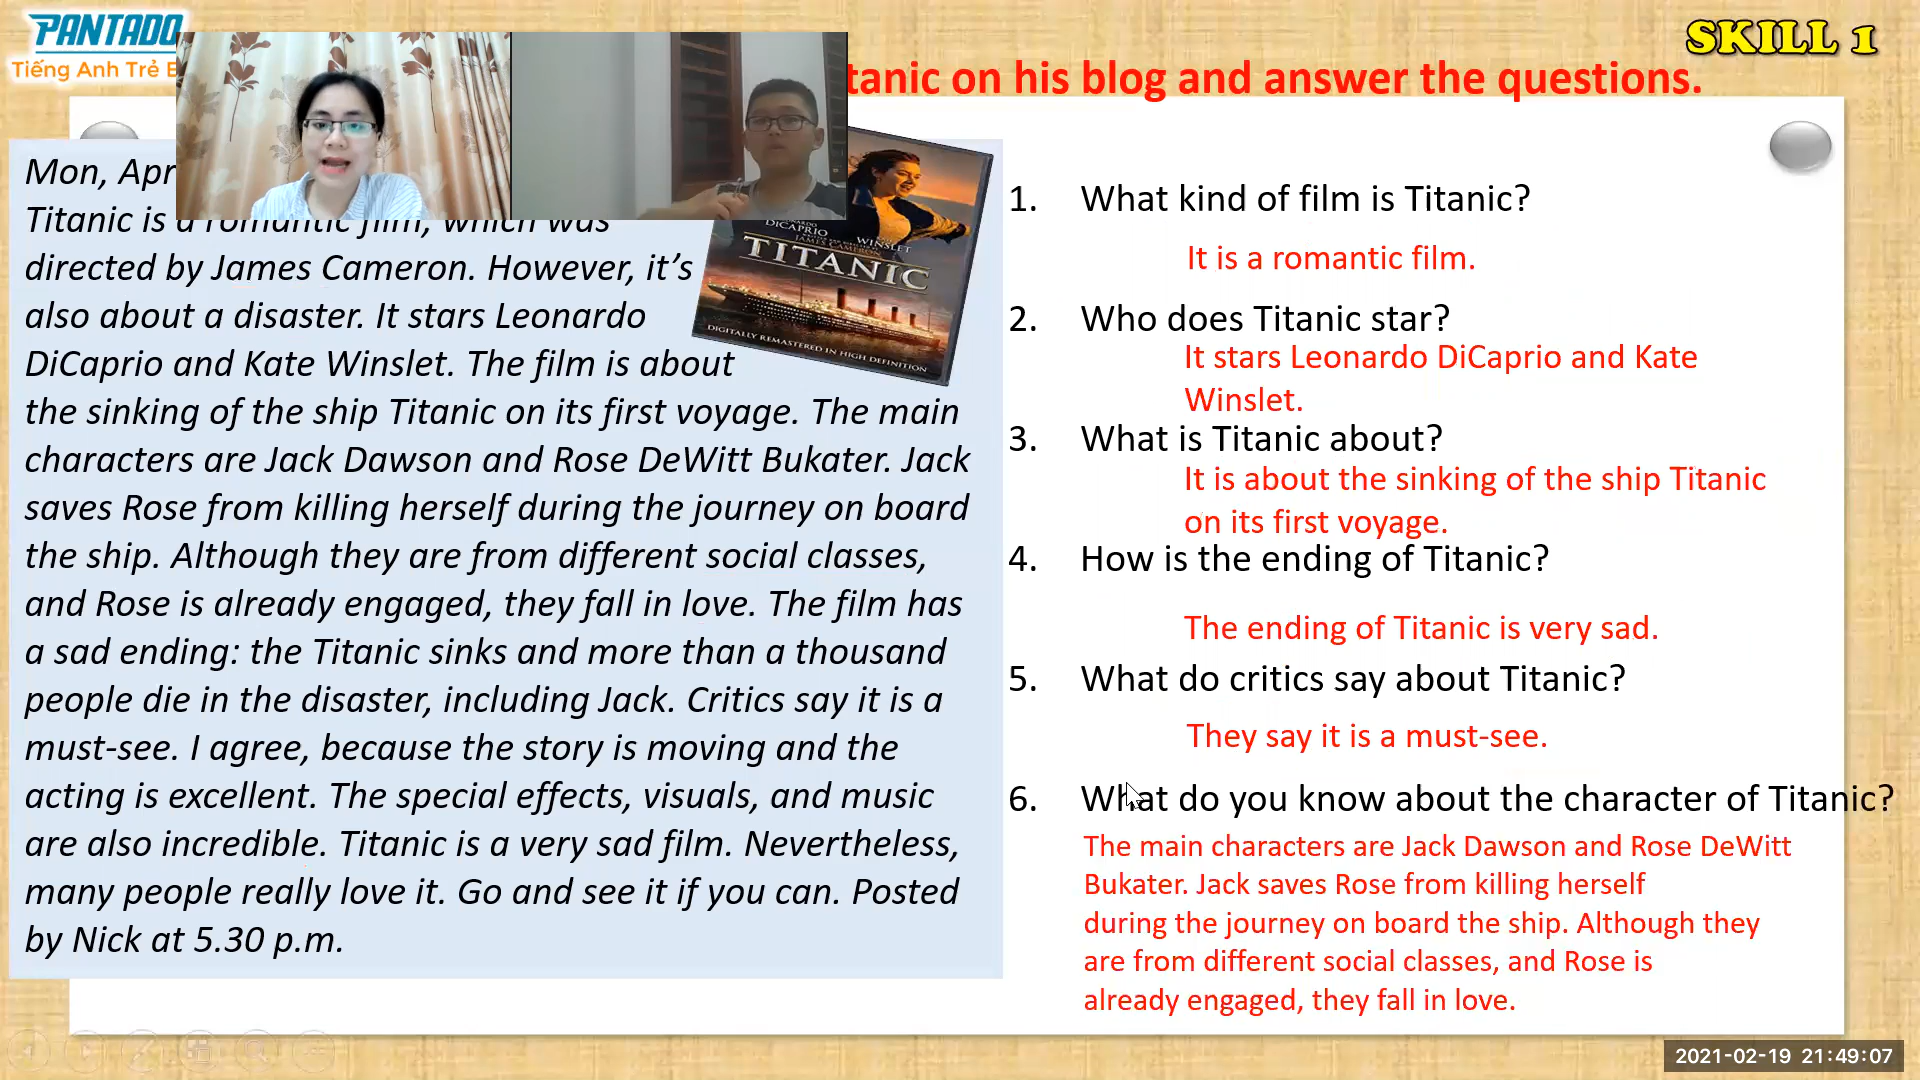 PANTADO
Tiếng Anh Trẻ
SKILL 1
tanic on his blog and answer the questions.
Mon, Apr
Titanic is a romantic film, which was
directed by James Cameron. However, it’s
also about a disaster. It stars Leonardo
DiCaprio and Kate Winslet. The film is about
the sinking of the ship Titanic on its first voyage. The main
characters are Jack Dawson and Rose DeWitt Bukater. Jack
saves Rose from killing herself during the journey on board
the ship. Although they are from different social classes,
and Rose is already engaged, they fall in love. The film has
a sad ending: the Titanic sinks and more than a thousand
people die in the disaster, including Jack. Critics say it is a
must-see. I agree, because the story is moving and the
acting is excellent. The special effects, visuals, and music
are also incredible. Titanic is a very sad film. Nevertheless,
many people really love it. Go and see it if you can. Posted
by Nick at 5.30 p.m.
DICAPRIO WINSLET
JAMES CAMERON
TITANIC
DIGITALLY REMASTERED IN HIGH DEFINITION
1. What kind of film is Titanic?
It is a romantic film.
2. Who does Titanic star?
It stars Leonardo DiCaprio and Kate
Winslet.
3. What is Titanic about?
It is about the sinking of the ship Titanic
on its first voyage.
4. How is the ending of Titanic?
The ending of Titanic is very sad.
5. What do critics say about Titanic?
They say it is a must-see.
6. What do you know about the character of Titanic?
The main characters are Jack Dawson and Rose DeWitt
Bukater. Jack saves Rose from killing herself
during the journey on board the ship. Although they
are from different social classes, and Rose is
already engaged, they fall in love.
2021-02-19 21:49:07